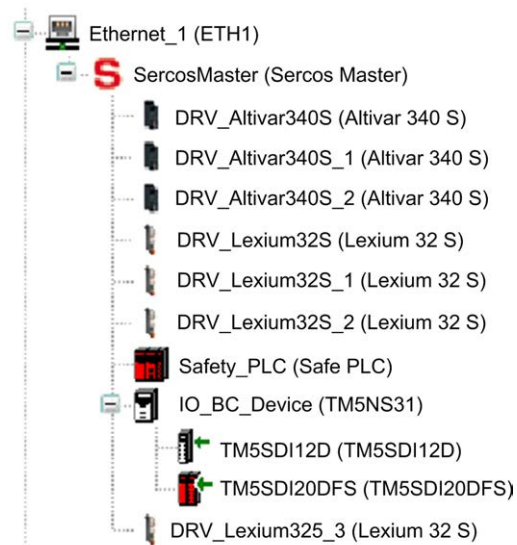 Ethernet_1 (ETH1)
SercosMaster (Sercos Master)
DRV_Altivar340S (Altivar 340 S)
DRV_Altivar340S_1 (Altivar 340 S)
DRV_Altivar340S_2 (Altivar 340 S)
DRV_Lexium32S (Lexium 32 S)
DRV_Lexium32S_1 (Lexium 32 S)
DRV_Lexium32S_2 (Lexium 32 S)
Safety_PLC (Safe PLC)
IO_BC_Device (TM5NS31)
TM5SDI12D (TM5SDI12D)
TM5SDI20DFS (TM5SDI20DFS)
DRV_Lexium325_3 (Lexium 32 S)